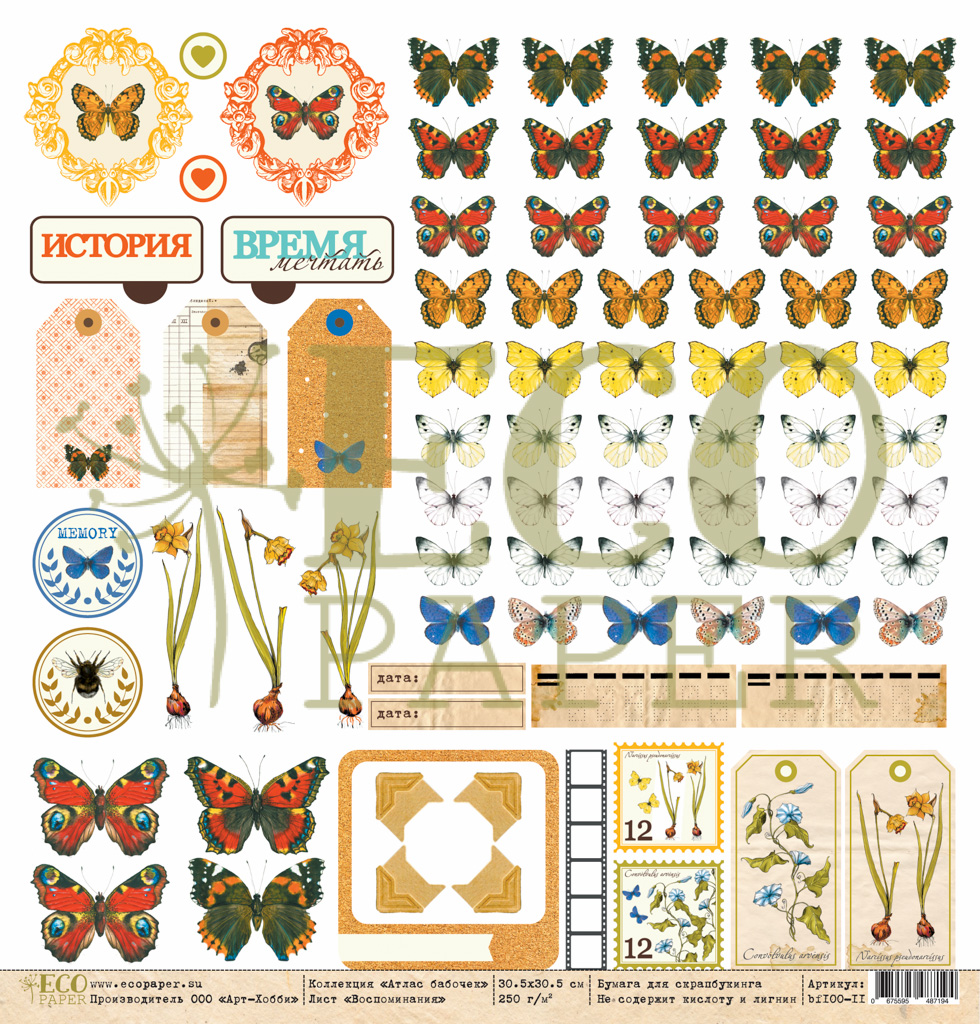 ИСТОРИЯ
ВРЕМЯ
мечтать
MEMORY
ECO
PAPER
дата:
дата:
Narcissus pseudonarcissus
12
Convolvulus arvensis
12
Convolvulus arvensis
Narcissus pseudonarcissus
ECO
PAPER
www.ecopaper.su
Производитель ООО «Арт-Хобби»
Коллекция «Атлас бабочек»
Лист «Воспоминания»
30.5х30.5 см
250 г/м²
Бумага для скрапбукинга
Не содержит кислоту и лигнин
Артикул:
bf100-11
0 675595 487194